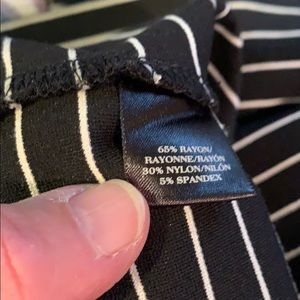 65% RAYON/
RAYONNE/RAYÓN
30% NYLON/NILÓN
5% SPANDEX